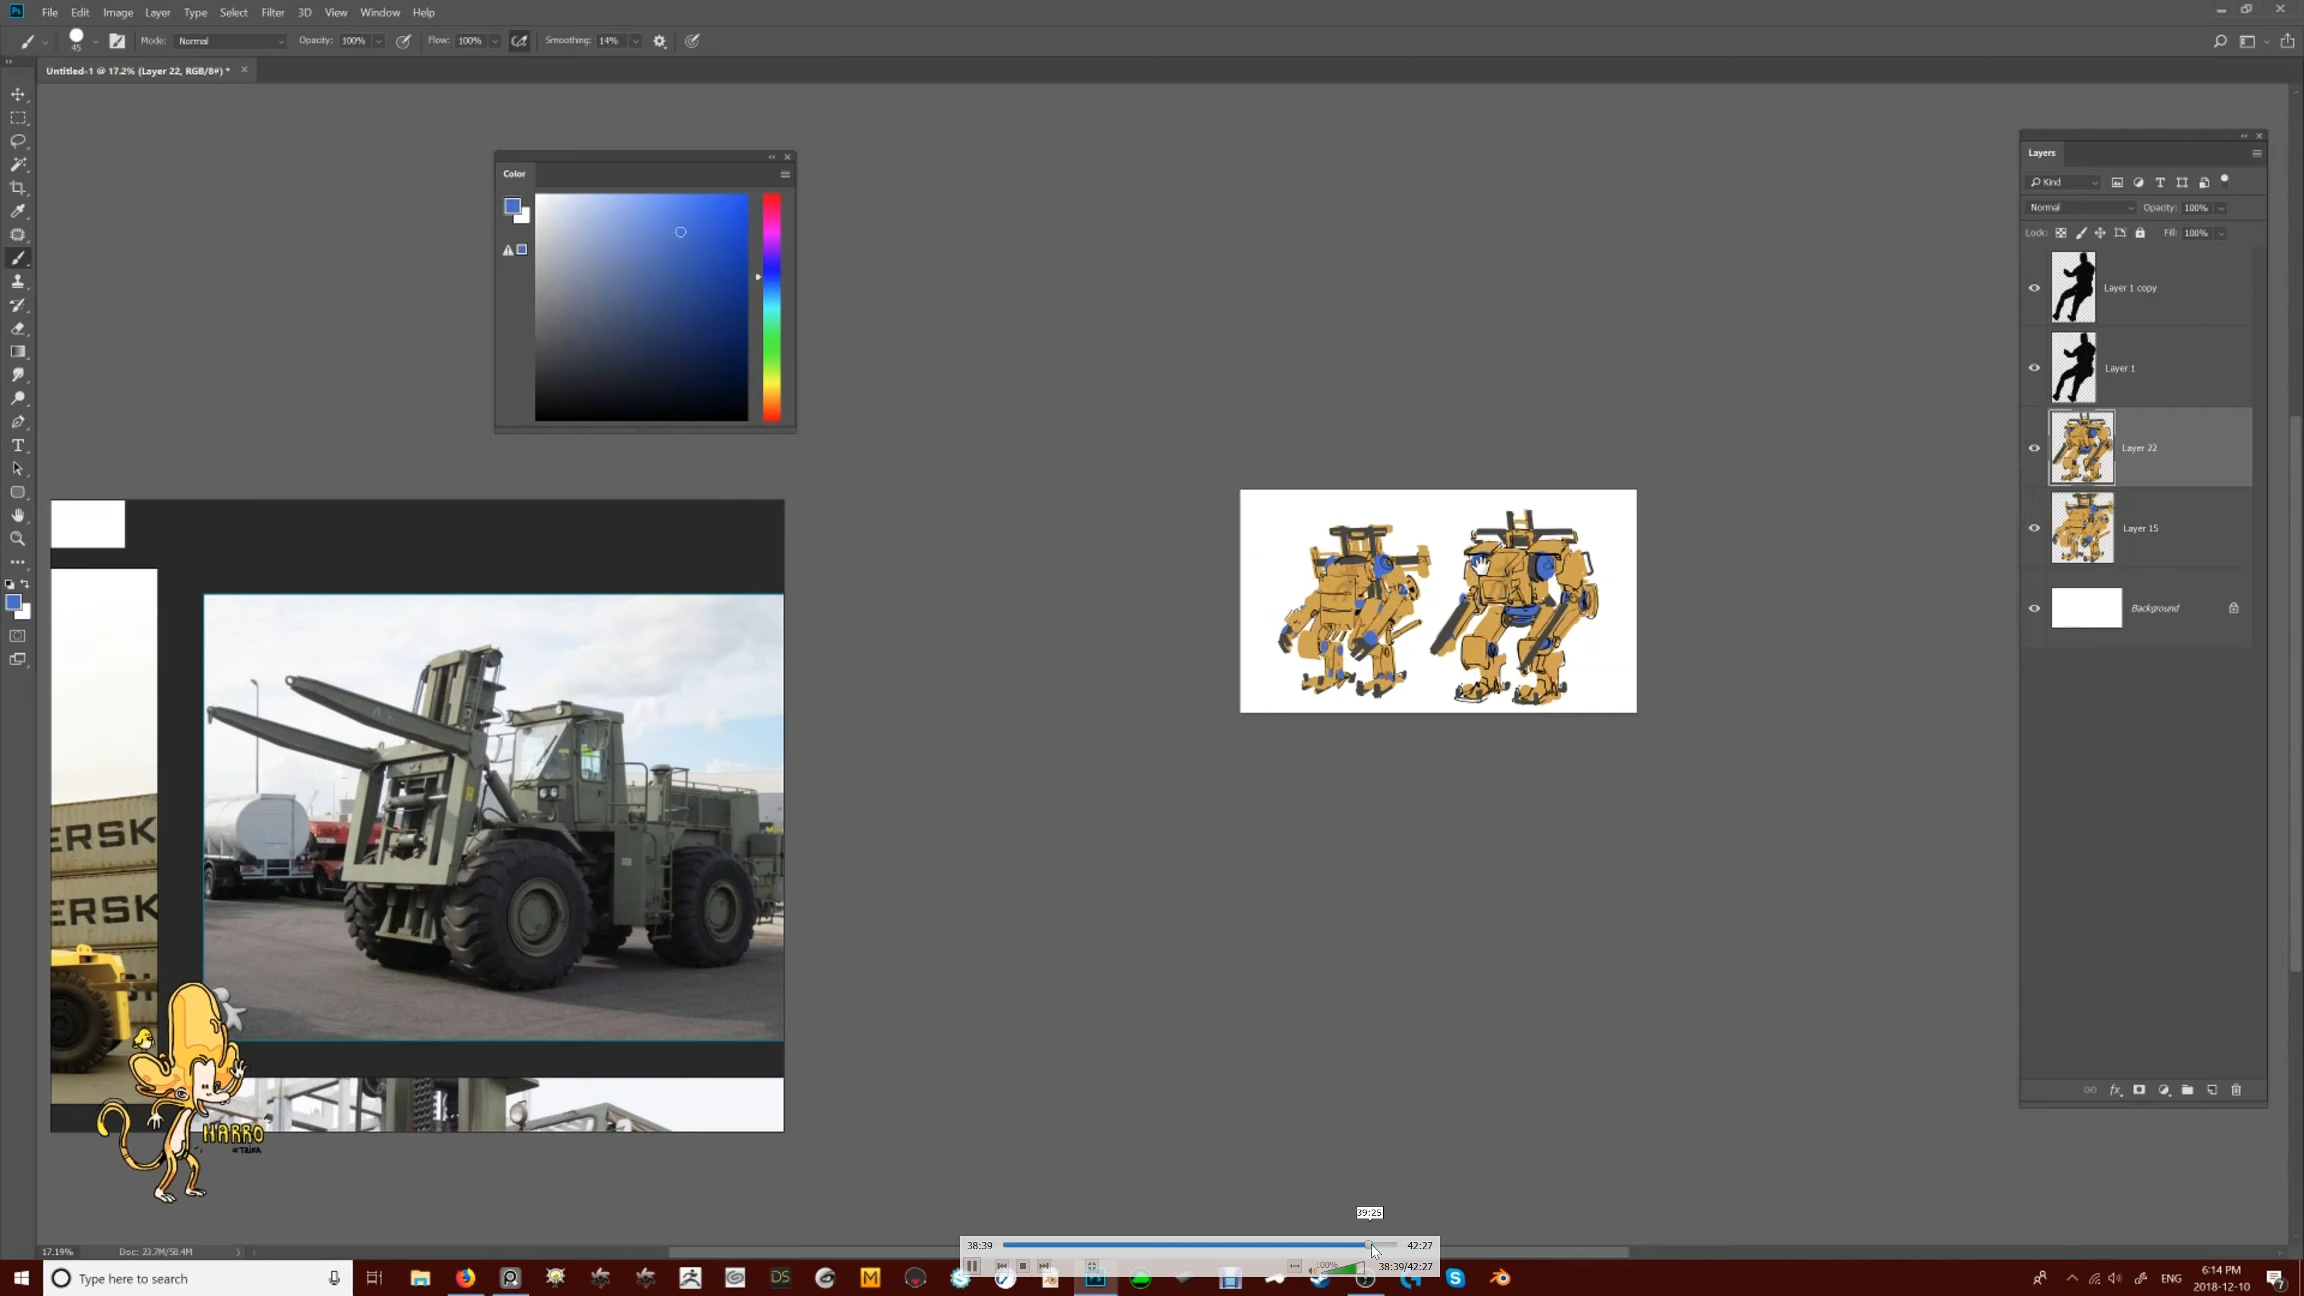 File Edit Image Layer Type Select Filter 3D View Window Help
45 Mode: Normal Opacity: 100% Flow: 100% Smoothing: 14%
Untitled-1 @ 17.2% (Layer 22, RGB/8#) *
Color
Layers
Kind
Normal Opacity: 100%
Lock: Fill: 100%
Layer 1 copy
Layer 1
Layer 22
Layer 15
Background
ERSK
ERSK
HARRO
39:25
17.19% Doc: 23.7M/50.4M
38:39 42:27
100% 38:39/42:27
Type here to search
DS
ENG
6:14 PM
2018-12-10
7